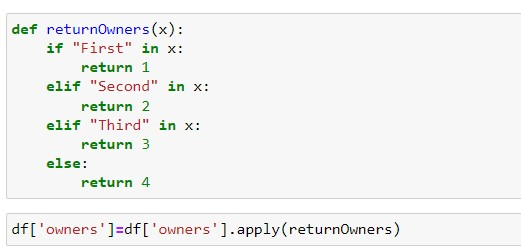 def returnOwners(x):
    if "First" in x:
        return 1
    elif "Second" in x:
        return 2
    elif "Third" in x:
        return 3
    else:
        return 4
df['owners']=df['owners'].apply(returnOwners)